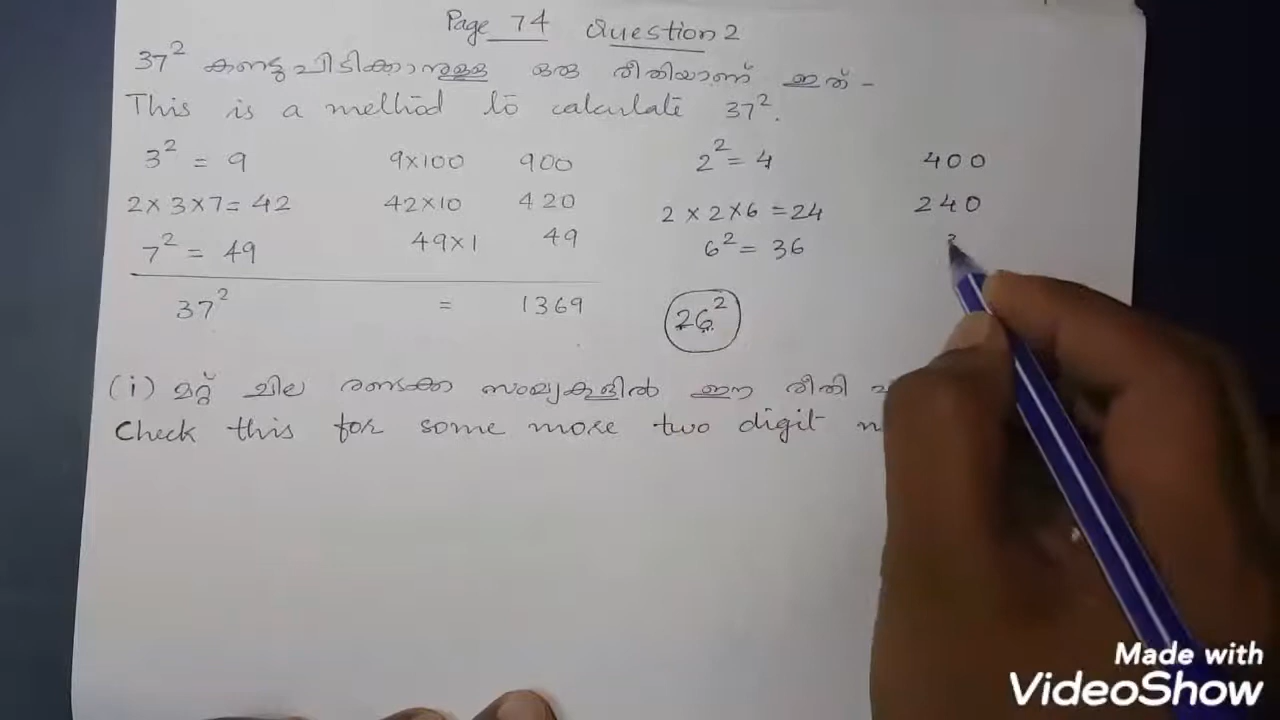 Page 74 Question 2
37² കണ്ടുപിടിക്കാനുള്ള ഒരു രീതിയാണ് ഇത് -
This is a method to calculate 37².
3² = 9 9×100 900 2² = 4 400
2×3×7=42 42×10 420 2×2×6=24 240
7² = 49 49×1 49 6² = 36
37² = 1369 26²
(i) മറ്റ് ചില രണ്ടക്ക സംഖ്യകളിൽ ഈ രീതി
Check this for some more two digit
Made with
VideoShow